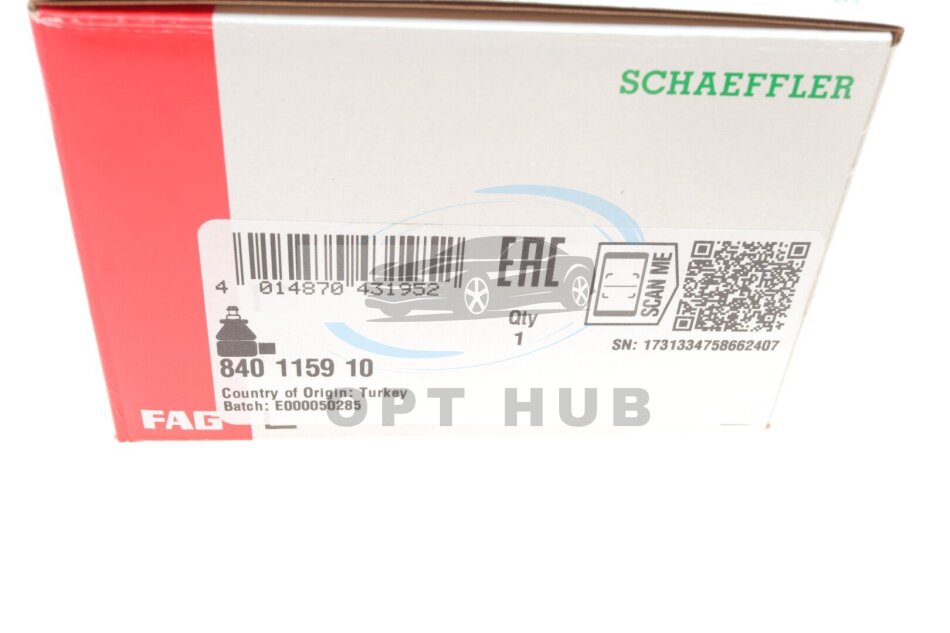 SCHAEFFLER
4 014870 431952
EAC
Qty
1
SCAN ME
SN: 1731334758662407
840 1159 10
Country of Origin: Turkey
Batch: E000050285
FAG
OPT HUB